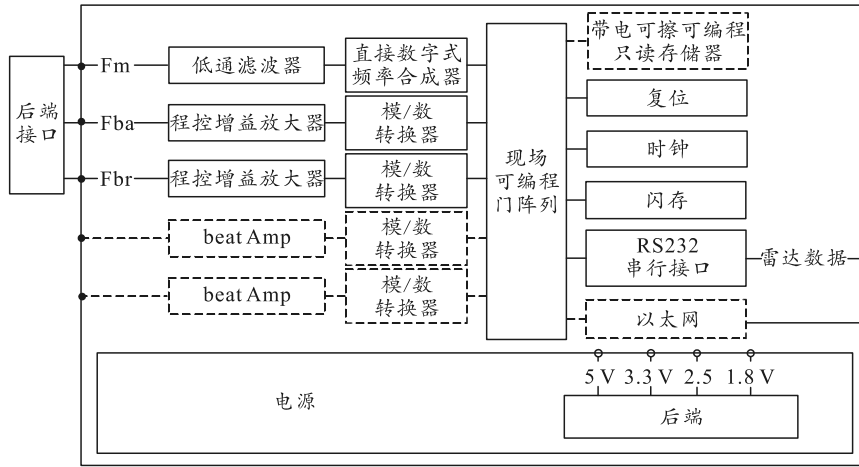 后端
接口
Fm
低通滤波器
直接数字式
频率合成器
Fba
程控增益放大器
模/数
转换器
Fbr
程控增益放大器
模/数
转换器
beat Amp
模/数
转换器
beat Amp
模/数
转换器
现场
可编程
门阵列
带电可擦可编程
只读存储器
复位
时钟
闪存
RS232
串行接口
雷达数据
以太网
5 V 3.3 V 2.5 1.8 V
电源
后端